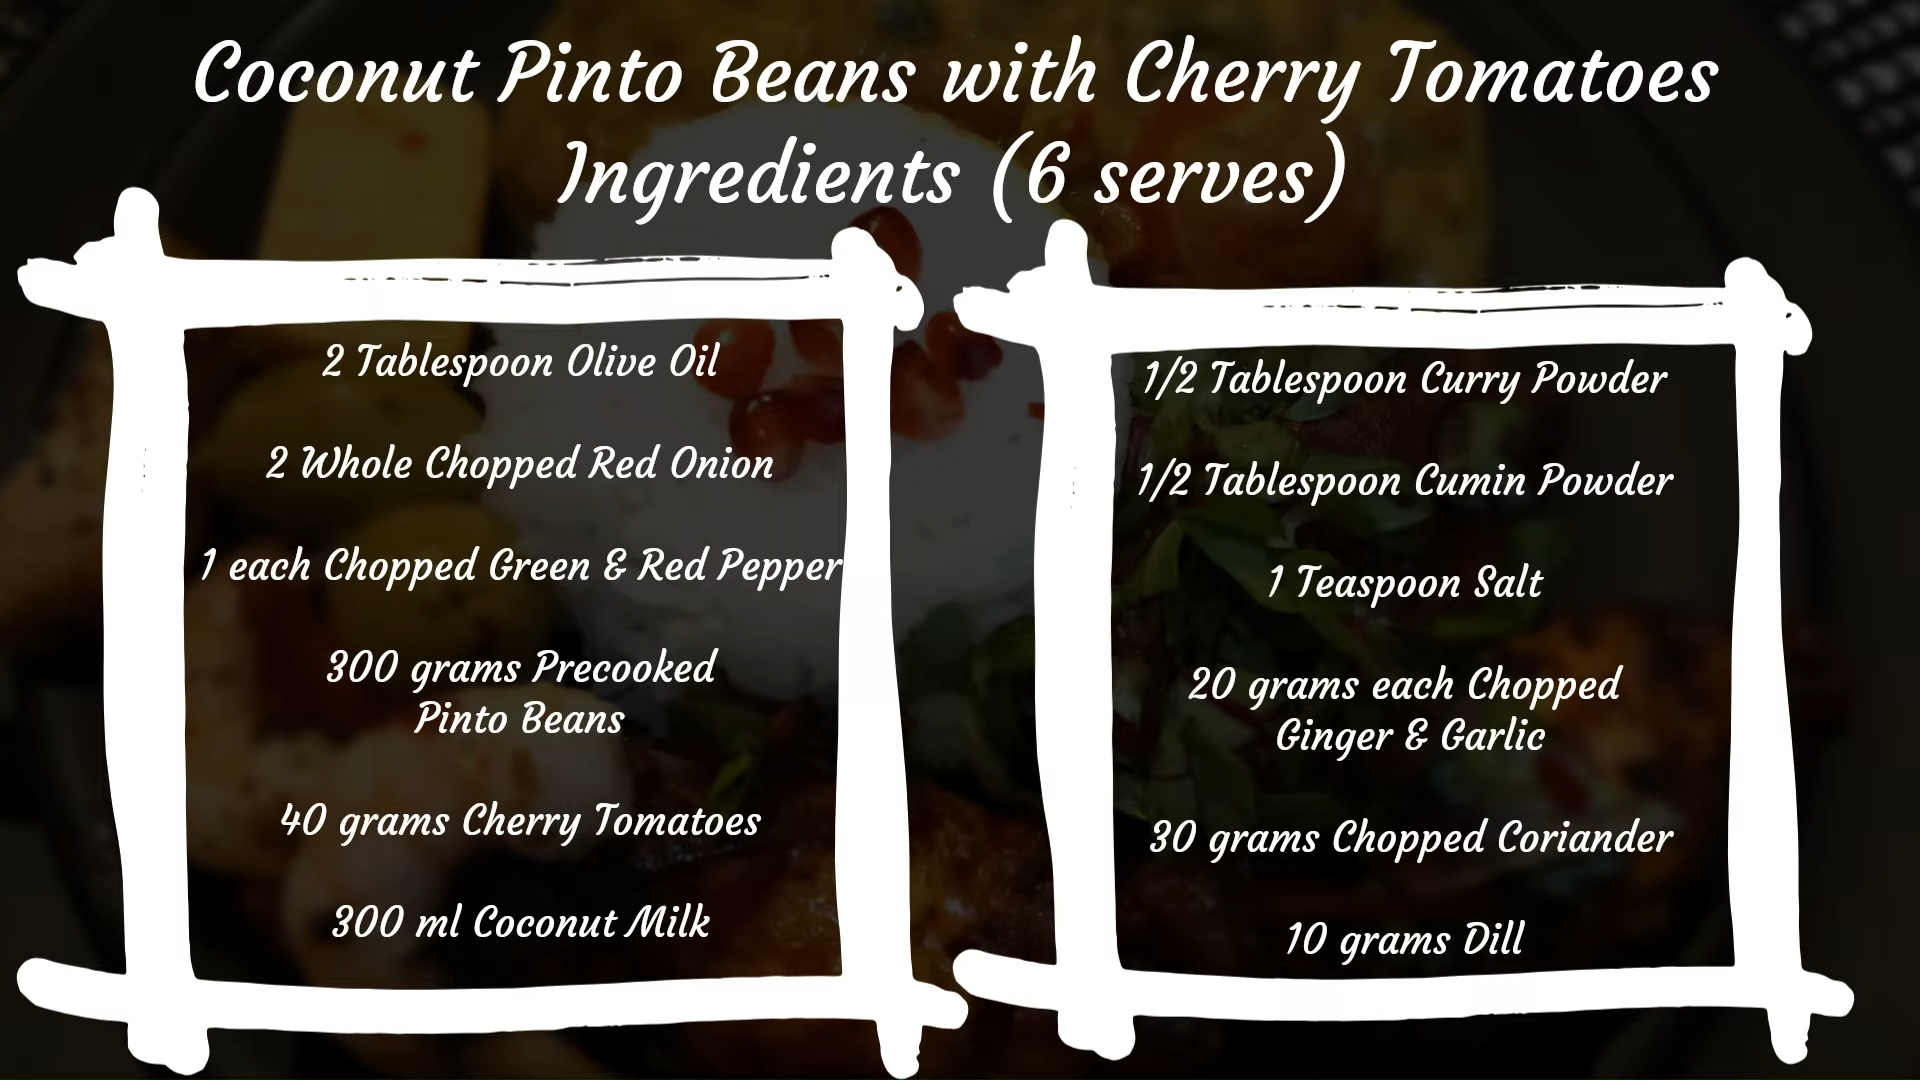 Coconut Pinto Beans with Cherry Tomatoes
Ingredients (6 serves)
2 Tablespoon Olive Oil
2 Whole Chopped Red Onion
1 each Chopped Green & Red Pepper
300 grams Precooked
Pinto Beans
40 grams Cherry Tomatoes
300 ml Coconut Milk
1/2 Tablespoon Curry Powder
1/2 Tablespoon Cumin Powder
1 Teaspoon Salt
20 grams each Chopped
Ginger & Garlic
30 grams Chopped Coriander
10 grams Dill